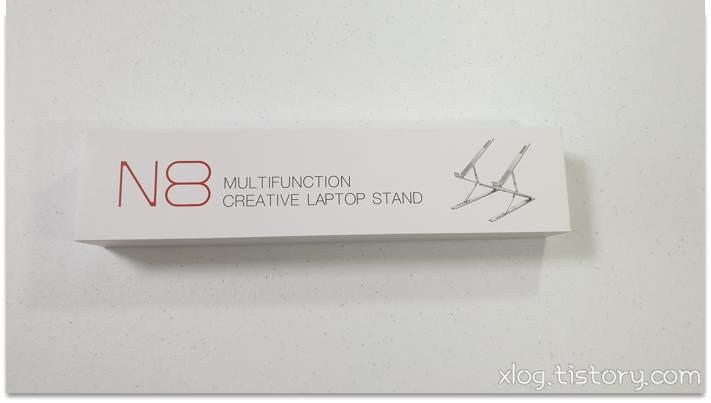 N8
MULTIFUNCTION
CREATIVE LAPTOP STAND
xlog.tistory.com